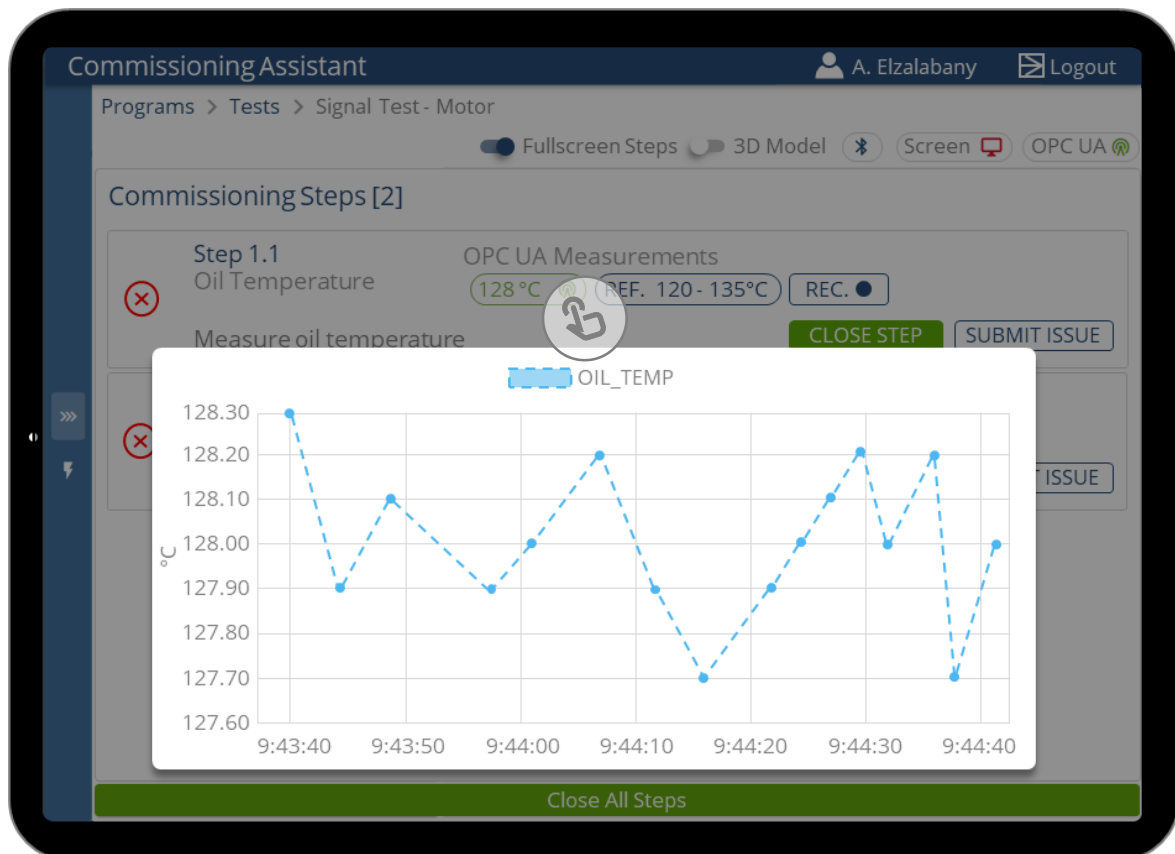 Commissioning Assistant A. Elzalabany Logout
Programs > Tests > Signal Test - Motor
Fullscreen Steps 3D Model Screen OPC UA
Commissioning Steps [2]
Step 1.1 OPC UA Measurements
Oil Temperature
128 °C REF. 120 - 135°C REC.
Measure oil temperature CLOSE STEP SUBMIT ISSUE
ISSUE
OIL_TEMP
°C
128.30
128.20
128.10
128.00
127.90
127.80
127.70
127.60
9:43:40 9:43:50 9:44:00 9:44:10 9:44:20 9:44:30 9:44:40
Close All Steps